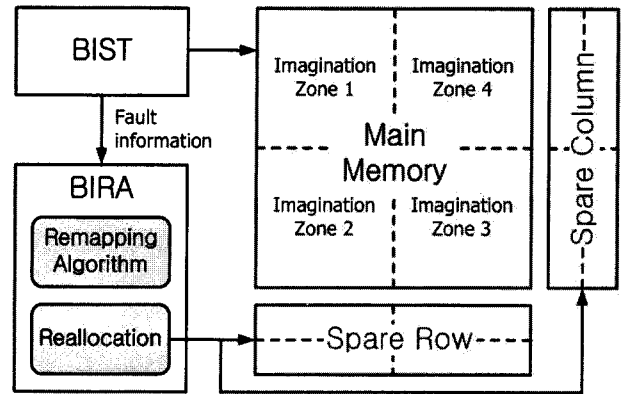 BIST
Fault
information
BIRA
Remapping
Algorithm
Reallocation
Imagination
Zone 1
Imagination
Zone 4
Main
Memory
Imagination
Zone 2
Imagination
Zone 3
Spare Row
Spare Column